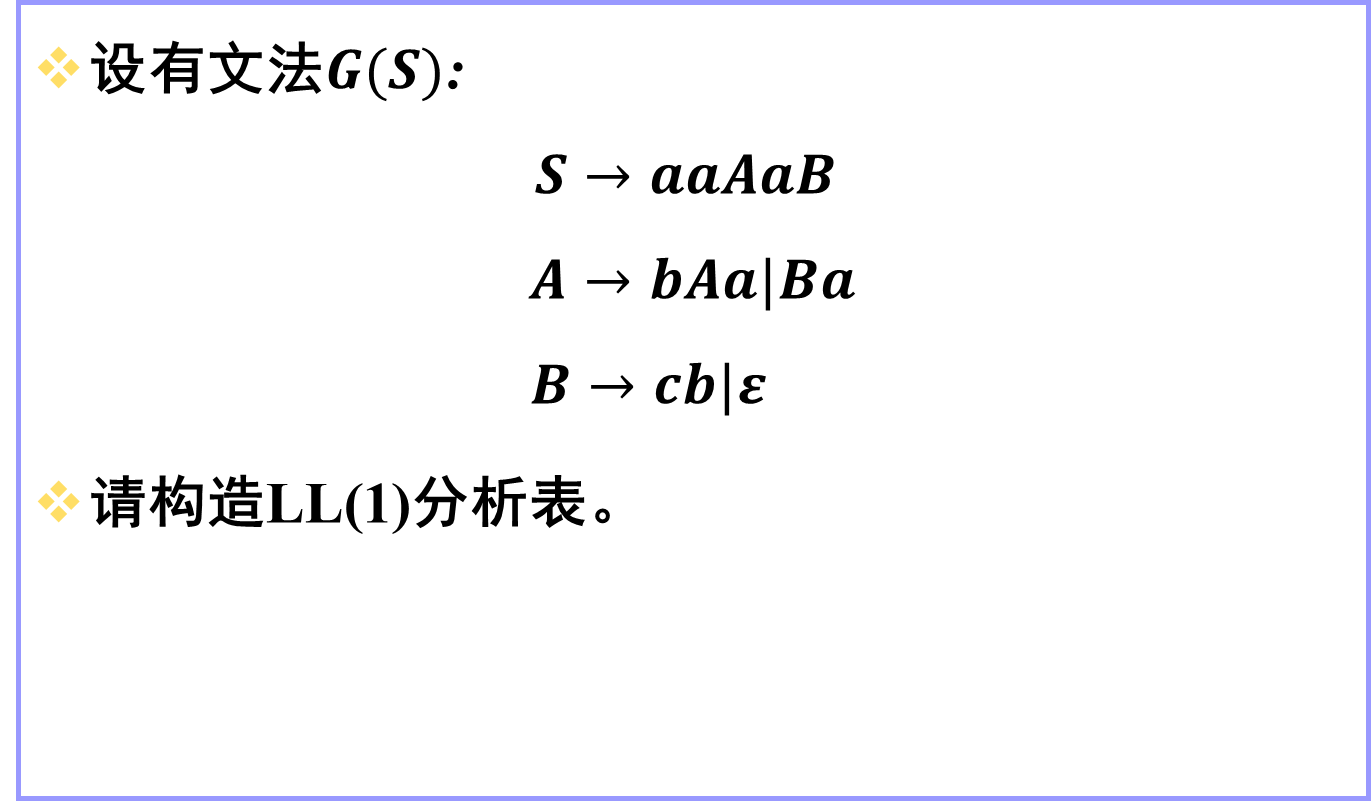 设有文法G(S):
S → aaAaB
A → bAa|Ba
B → cb|ε
请构造LL(1)分析表。